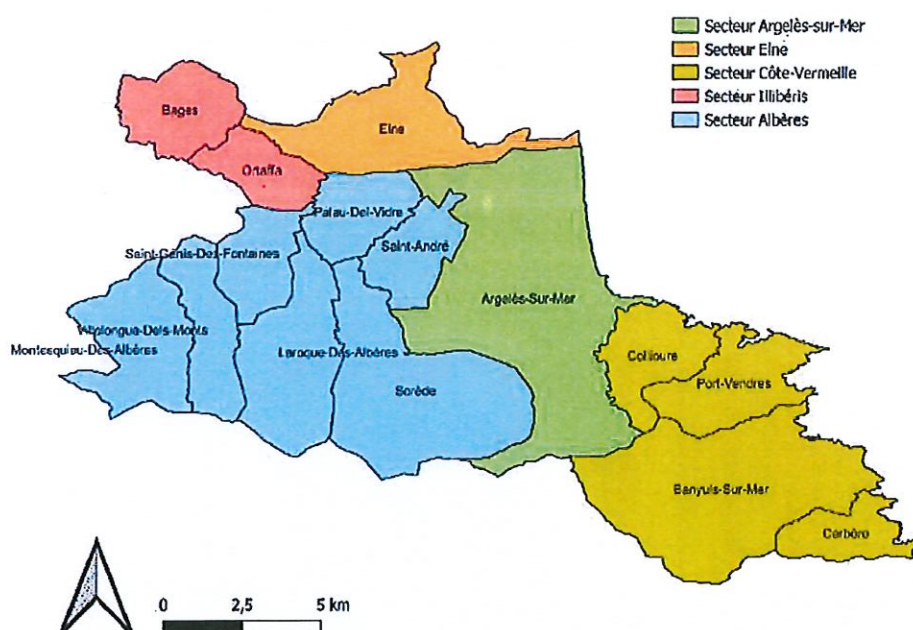 Secteur Argelès-sur-Mer
Secteur Elne
Secteur Côte-Vermeille
Secteur Illibéris
Secteur Albères
Bages
Elne
Ortaffa
Palau-Del-Vidre
Saint-André
Saint-Génis-Des-Fontaines
Argelès-Sur-Mer
Villelongue-Dels-Monts
Montesquieu-Des-Albères
Laroque-Des-Albères
Collioure
Port-Vendres
Sorède
Banyuls-Sur-Mer
Cerbère
0 2,5 5 km